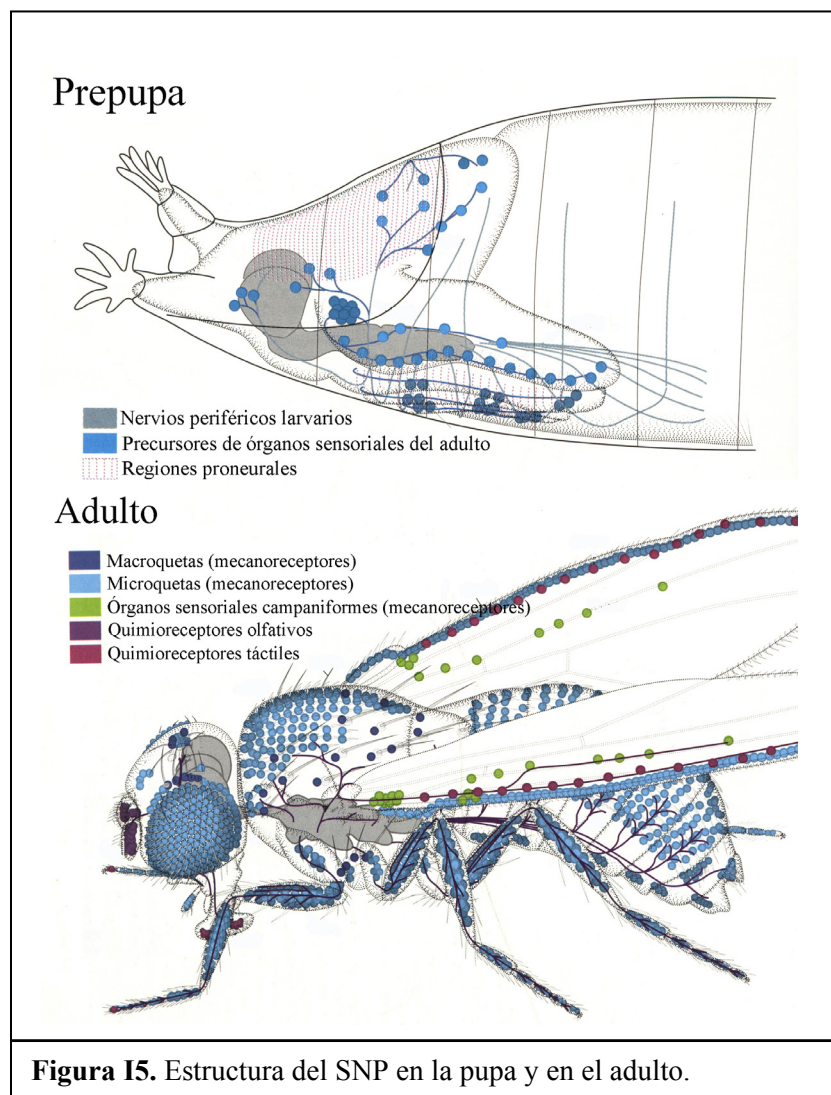 Prepupa
Nervios periféricos larvarios
Precursores de órganos sensoriales del adulto
Regiones proneurales
Adulto
Macroquetas (mecanoreceptores)
Microquetas (mecanoreceptores)
Órganos sensoriales campaniformes (mecanoreceptores)
Quimioreceptores olfativos
Quimioreceptores táctiles
Figura I5. Estructura del SNP en la pupa y en el adulto.